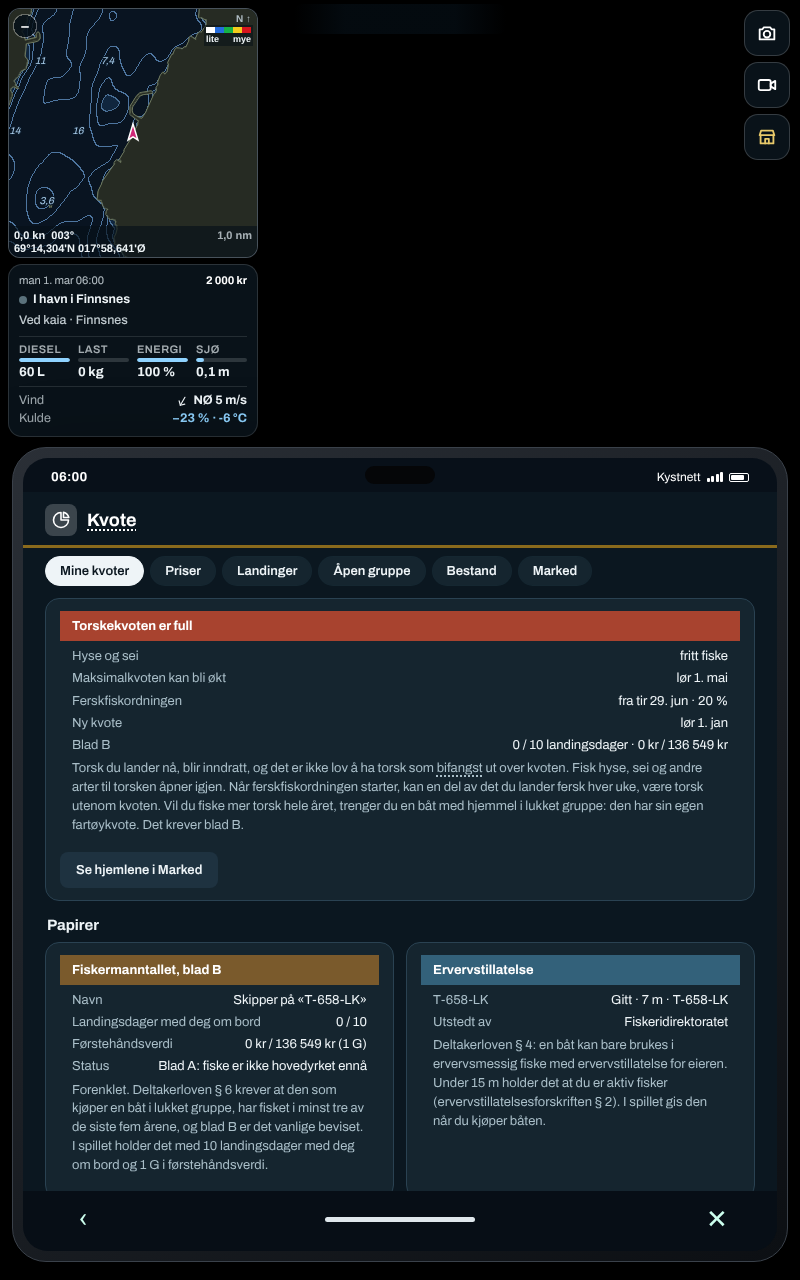 N ↑
lite mye
11
7,4
14
16
3,6
0,0 kn 003° 1,0 nm
69°14,304'N 017°58,641'Ø
man 1. mar 06:00 2 000 kr
I havn i Finnsnes
Ved kaia · Finnsnes
DIESEL LAST ENERGI SJØ
60 L 0 kg 100 % 0,1 m
Vind ↙ NØ 5 m/s
Kulde −23 % · -6 °C
06:00 Kystnett
Kvote
Mine kvoter Priser Landinger Åpen gruppe Bestand Marked
Torskekvoten er full
Hyse og sei fritt fiske
Maksimalkvoten kan bli økt lør 1. mai
Ferskfiskordningen fra tir 29. jun · 20 %
Ny kvote lør 1. jan
Blad B 0 / 10 landingsdager · 0 kr / 136 549 kr
Torsk du lander nå, blir inndratt, og det er ikke lov å ha torsk som bifangst ut over kvoten. Fisk hyse, sei og andre
arter til torsken åpner igjen. Når ferskfiskordningen starter, kan en del av det du lander fersk hver uke, være torsk
utenom kvoten. Vil du fiske mer torsk hele året, trenger du en båt med hjemmel i lukket gruppe: den har sin egen
fartøykvote. Det krever blad B.
Se hjemlene i Marked
Papirer
Fiskermanntallet, blad B
Navn Skipper på «T-658-LK»
Landingsdager med deg om bord 0 / 10
Førstehåndsverdi 0 kr / 136 549 kr (1 G)
Status Blad A: fiske er ikke hovedyrket ennå
Forenklet. Deltakerloven § 6 krever at den som
kjøper en båt i lukket gruppe, har fisket i minst tre av
de siste fem årene, og blad B er det vanlige beviset.
I spillet holder det med 10 landingsdager med deg
om bord og 1 G i førstehåndsverdi.
Ervervstillatelse
T-658-LK Gitt · 7 m · T-658-LK
Utstedt av Fiskeridirektoratet
Deltakerloven § 4: en båt kan bare brukes i
ervervsmessig fiske med ervervstillatelse for eieren.
Under 15 m holder det at du er aktiv fisker
(ervervstillatelsesforskriften § 2). I spillet gis den
når du kjøper båten.